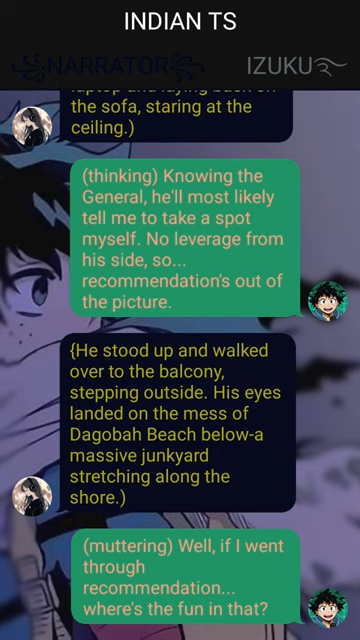 INDIAN TS
NARRATOR
IZUKU
laptop and laying back on
the sofa, staring at the
ceiling.)
(thinking) Knowing the
General, he'll most likely
tell me to take a spot
myself. No leverage from
his side, so...
recommendation's out of
the picture.
{He stood up and walked
over to the balcony,
stepping outside. His eyes
landed on the mess of
Dagobah Beach below-a
massive junkyard
stretching along the
shore.)
(muttering) Well, if I went
through
recommendation...
where's the fun in that?